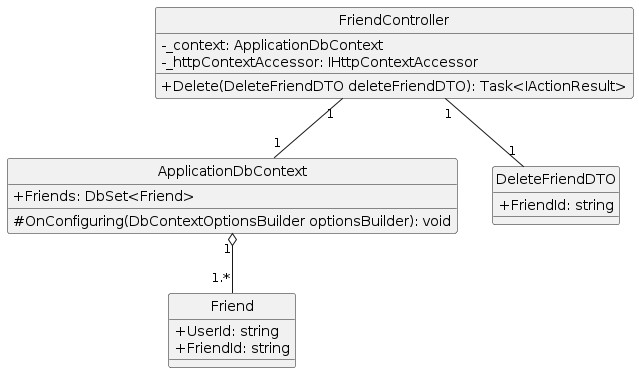 FriendController
-_context: ApplicationDbContext
-_httpContextAccessor: IHttpContextAccessor
+Delete(DeleteFriendDTO deleteFriendDTO): Task<IActionResult>
1
1
1
1
ApplicationDbContext
+Friends: DbSet<Friend>
#OnConfiguring(DbContextOptionsBuilder optionsBuilder): void
DeleteFriendDTO
+FriendId: string
1
1.*
Friend
+UserId: string
+FriendId: string